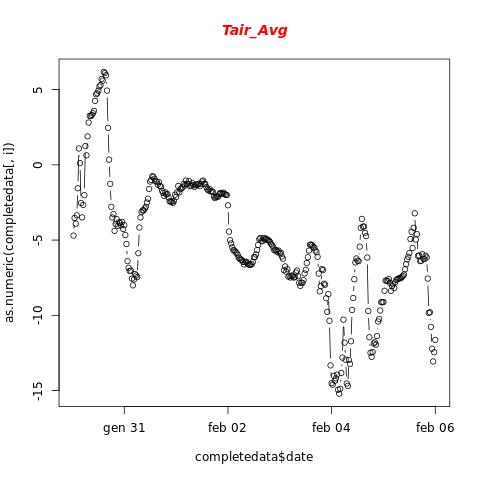 Tair_Avg
as.numeric(completedata[, i])
5
0
-5
-10
-15
gen 31
feb 02
feb 04
feb 06
completedata$date